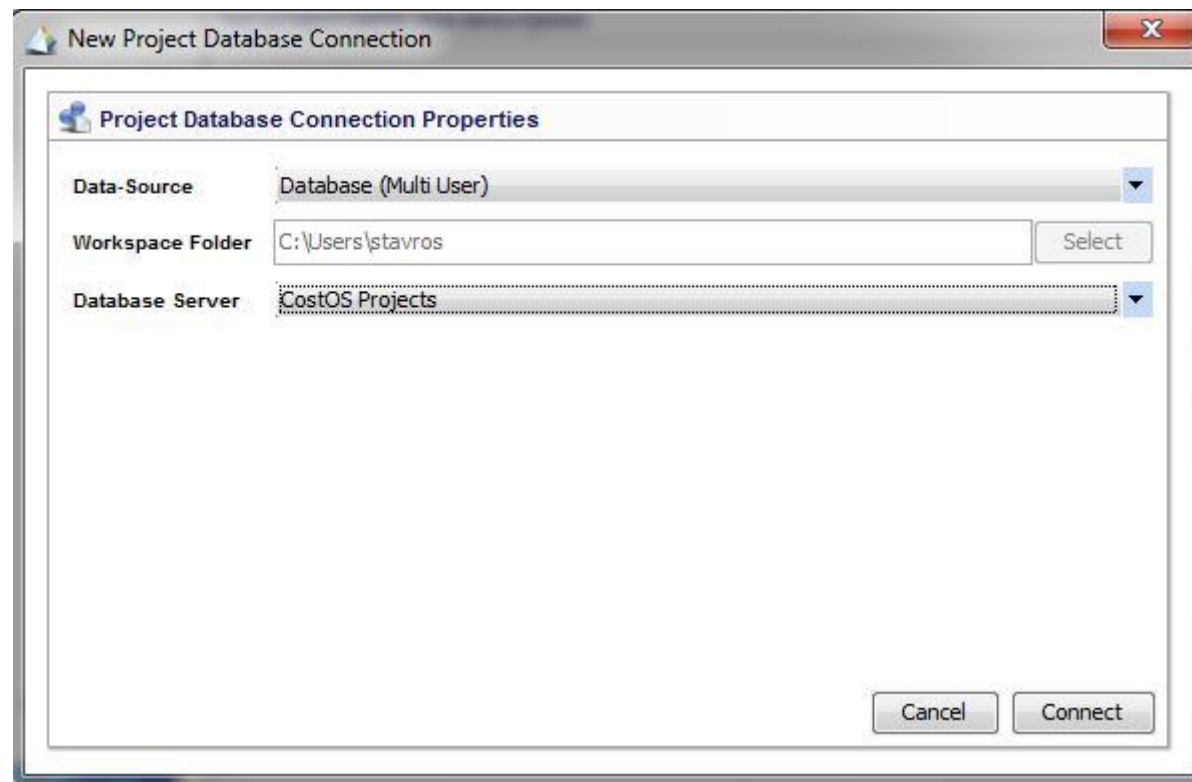 New Project Database Connection
X
Project Database Connection Properties
Data-Source Database (Multi User)
Workspace Folder C:\Users\stavros Select
Database Server CostOS Projects
Cancel Connect